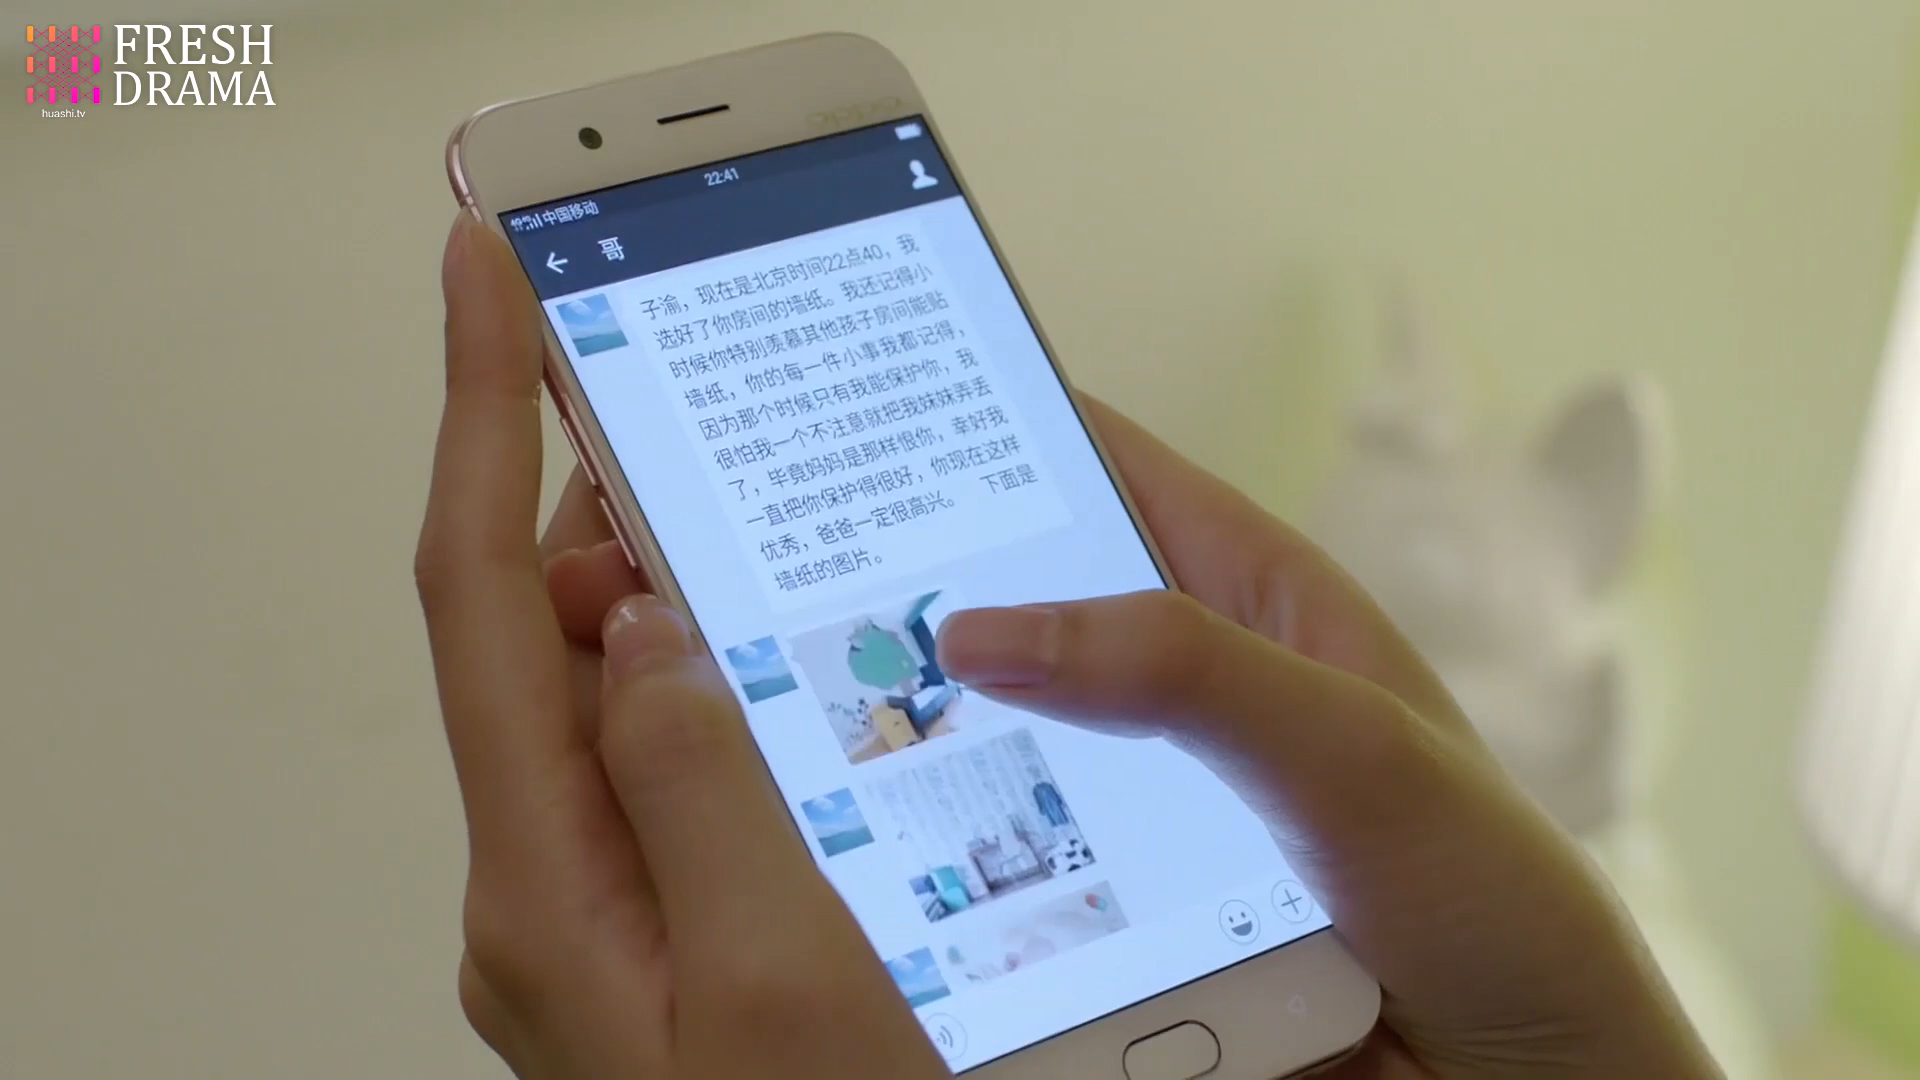 FRESH
DRAMA
huashi.tv
oppo
22:41
中国移动
哥
子渝，现在是北京时间22点40，我
选好了你房间的墙纸。我还记得小
时候你特别羡慕其他孩子房间能贴
墙纸，你的每一件小事我都记得，
因为那个时候只有我能保护你，我
很怕我一个不注意就把我妹妹弄丢
了，毕竟妈妈是那样恨你，幸好我
一直把你保护得很好，你现在这样
优秀，爸爸一定很高兴。 下面是
墙纸的图片。